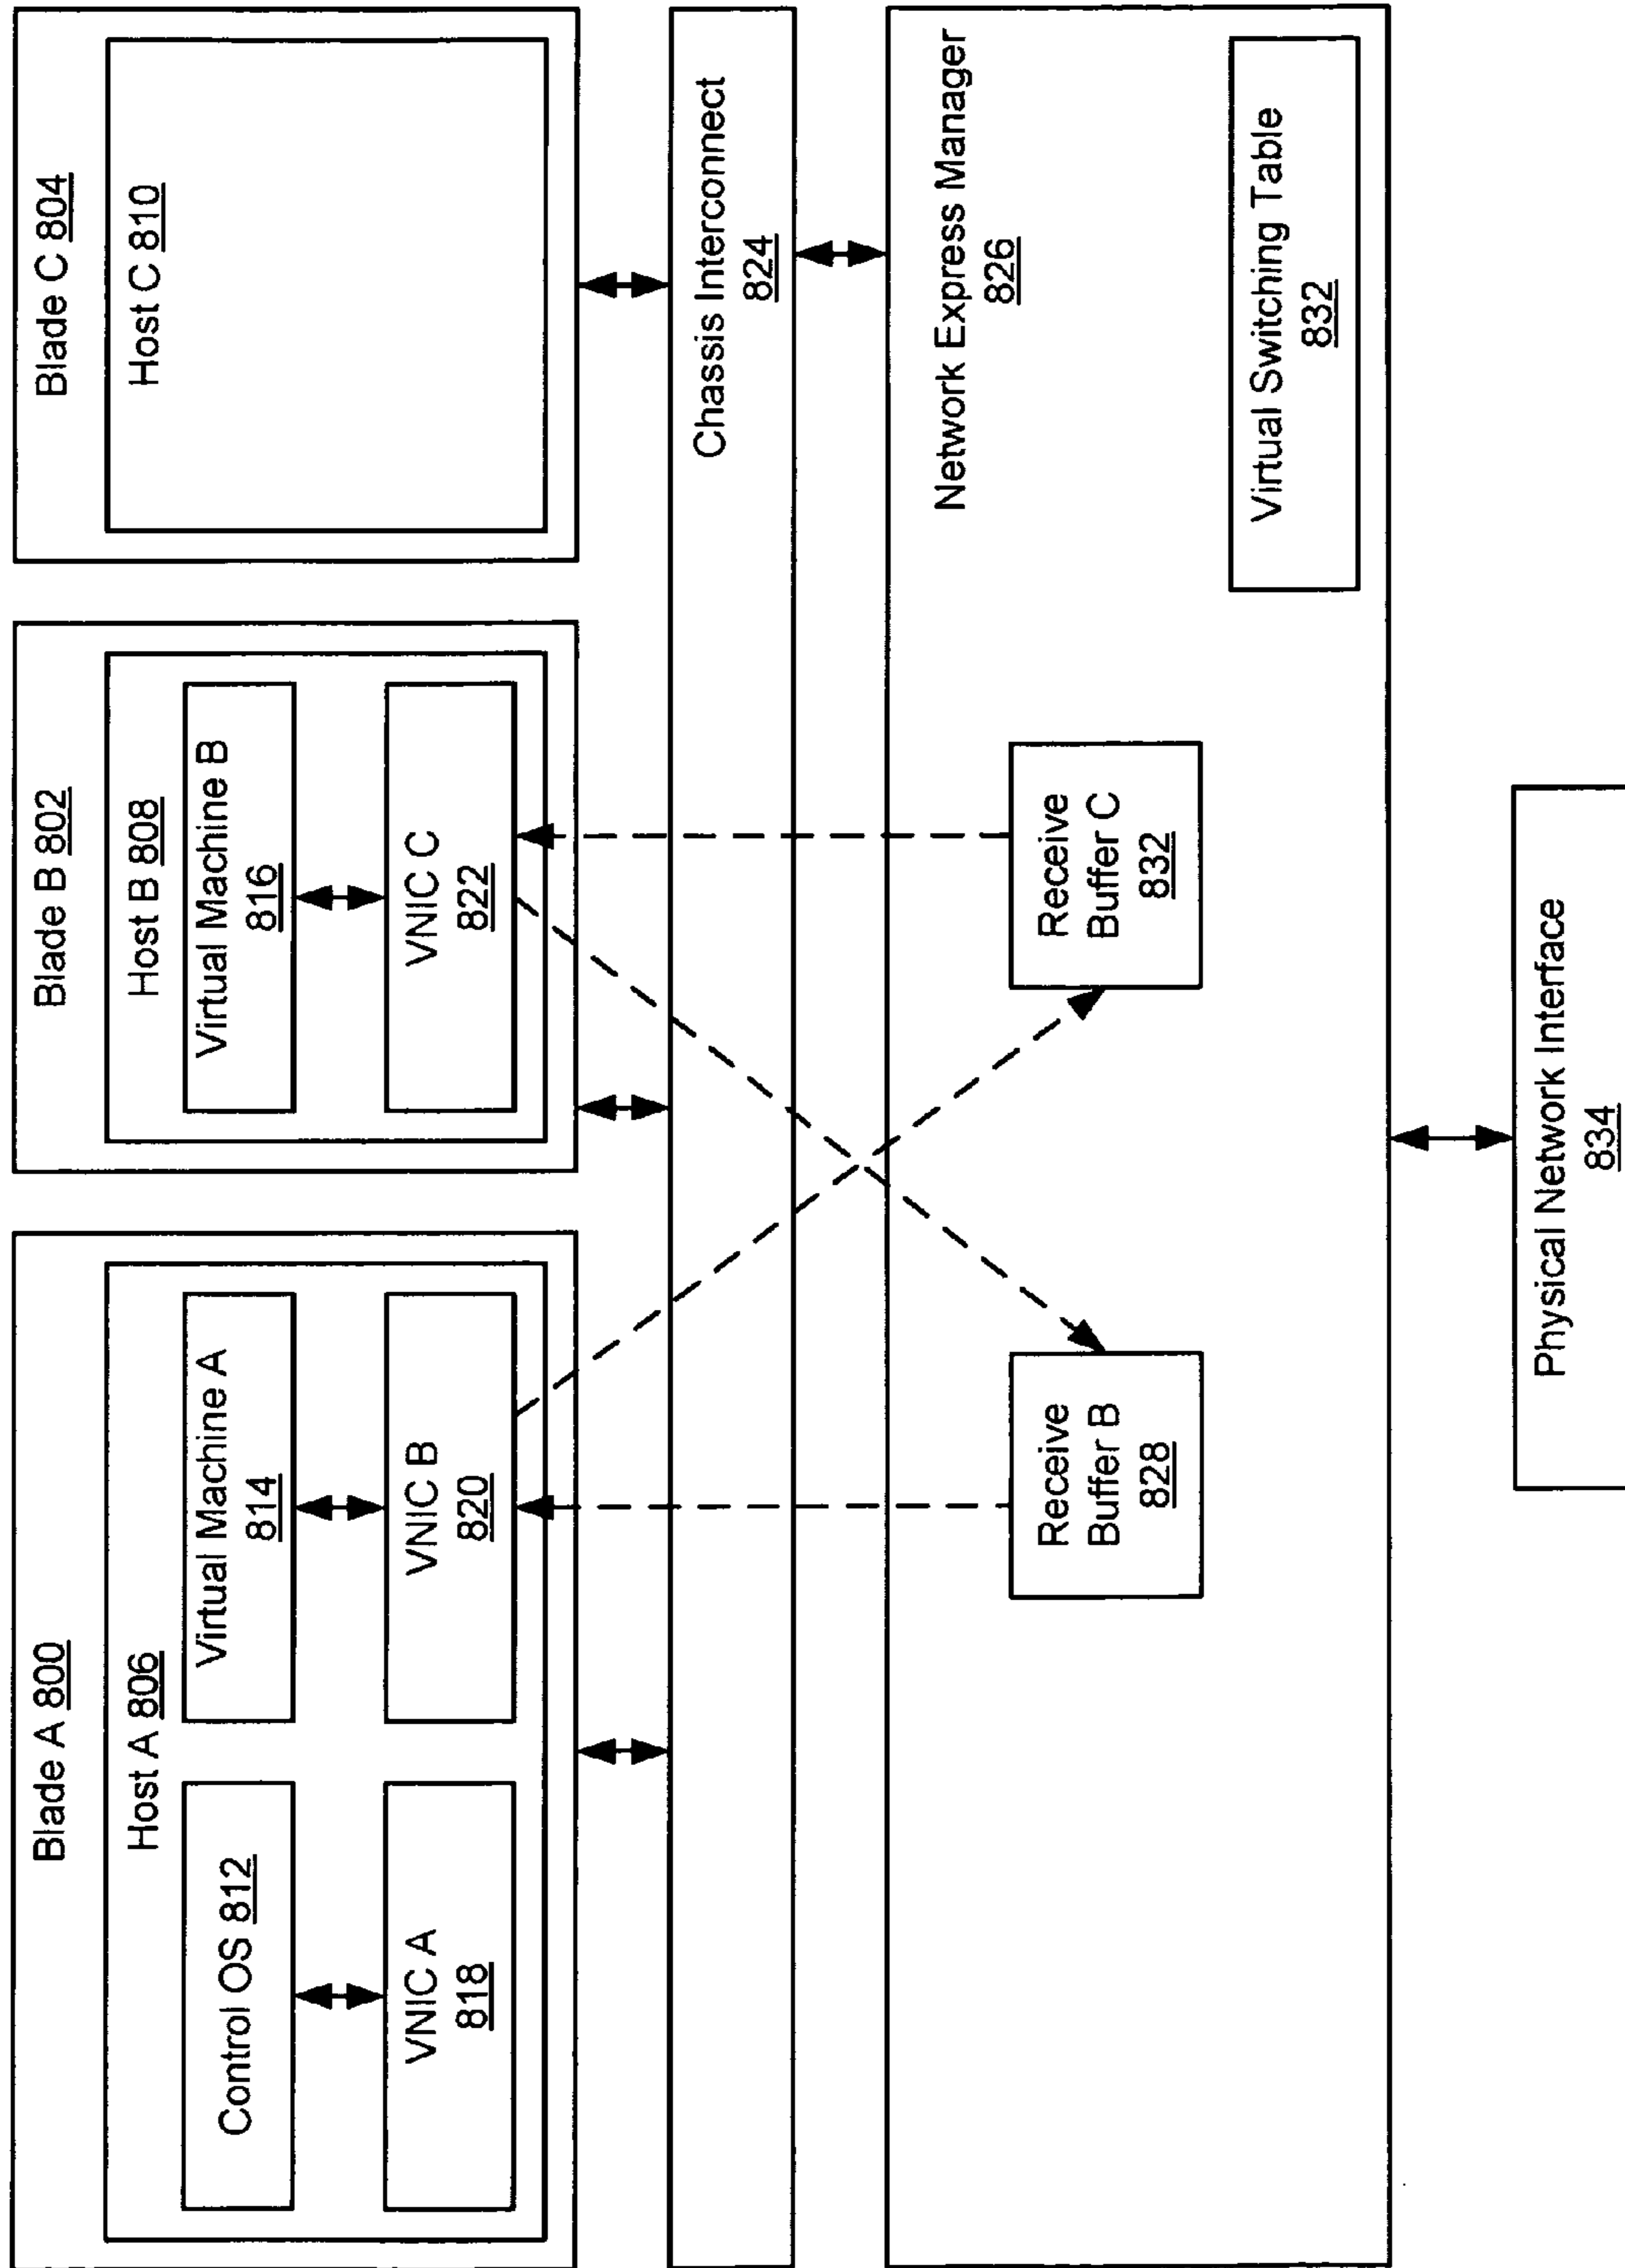 Blade A 800
Host A 806
Control OS 812
VNIC A
818
Virtual Machine A
814
VNIC B
820
Blade B 802
Host B 808
Virtual Machine B
816
VNIC C
822
Blade C 804
Host C 810
Chassis Interconnect
824
Network Express Manager
826
Receive
Buffer B
828
Receive
Buffer C
832
Virtual Switching Table
832
Physical Network Interface
834